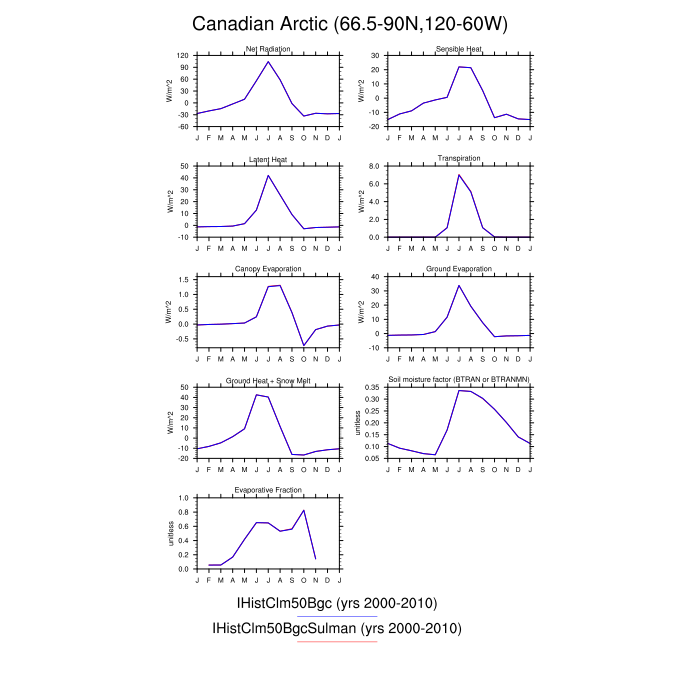 Canadian Arctic (66.5-90N,120-60W)
Net Radiation
W/m^2
120
90
60
30
0
-30
-60
J F M A M J J A S O N D J
Sensible Heat
W/m^2
30
20
10
0
-10
-20
J F M A M J J A S O N D J
Latent Heat
W/m^2
50
40
30
20
10
0
-10
J F M A M J J A S O N D J
Transpiration
W/m^2
8.0
6.0
4.0
2.0
0.0
J F M A M J J A S O N D J
Canopy Evaporation
W/m^2
1.5
1.0
0.5
0.0
-0.5
J F M A M J J A S O N D J
Ground Evaporation
W/m^2
40
30
20
10
0
-10
J F M A M J J A S O N D J
Ground Heat + Snow Melt
W/m^2
50
40
30
20
10
0
-10
-20
J F M A M J J A S O N D J
Soil moisture factor (BTRAN or BTRANMN)
unitless
0.35
0.30
0.25
0.20
0.15
0.10
0.05
J F M A M J J A S O N D J
Evaporative Fraction
unitless
1.0
0.8
0.6
0.4
0.2
0.0
J F M A M J J A S O N D J
IHistClm50Bgc (yrs 2000-2010)
IHistClm50BgcSulman (yrs 2000-2010)